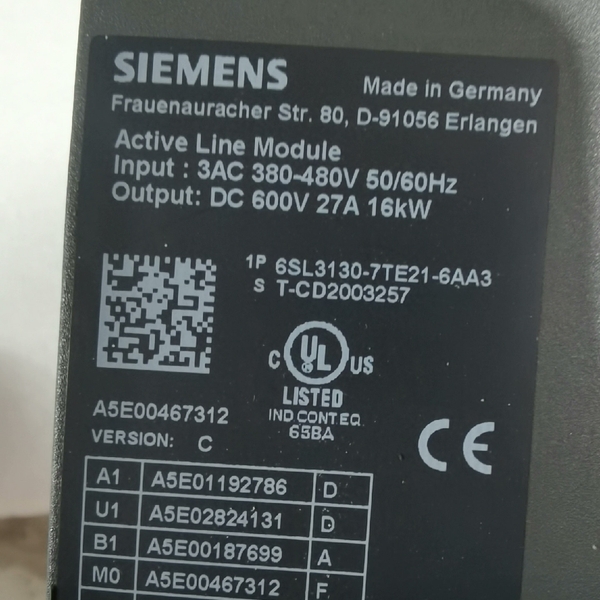 SIEMENS
Made in Germany
Frauenauracher Str. 80, D-91056 Erlangen
Active Line Module
Input : 3AC 380-480V 50/60Hz
Output: DC 600V 27A 16kW
1P 6SL3130-7TE21-6AA3
S T-CD2003257
C UL US
LISTED
IND.CONT.EQ.
65BA
A5E00467312
VERSION: C
CE
A1 A5E01192786 D
U1 A5E02824131 D
B1 A5E00187699 A
M0 A5E00467312 F